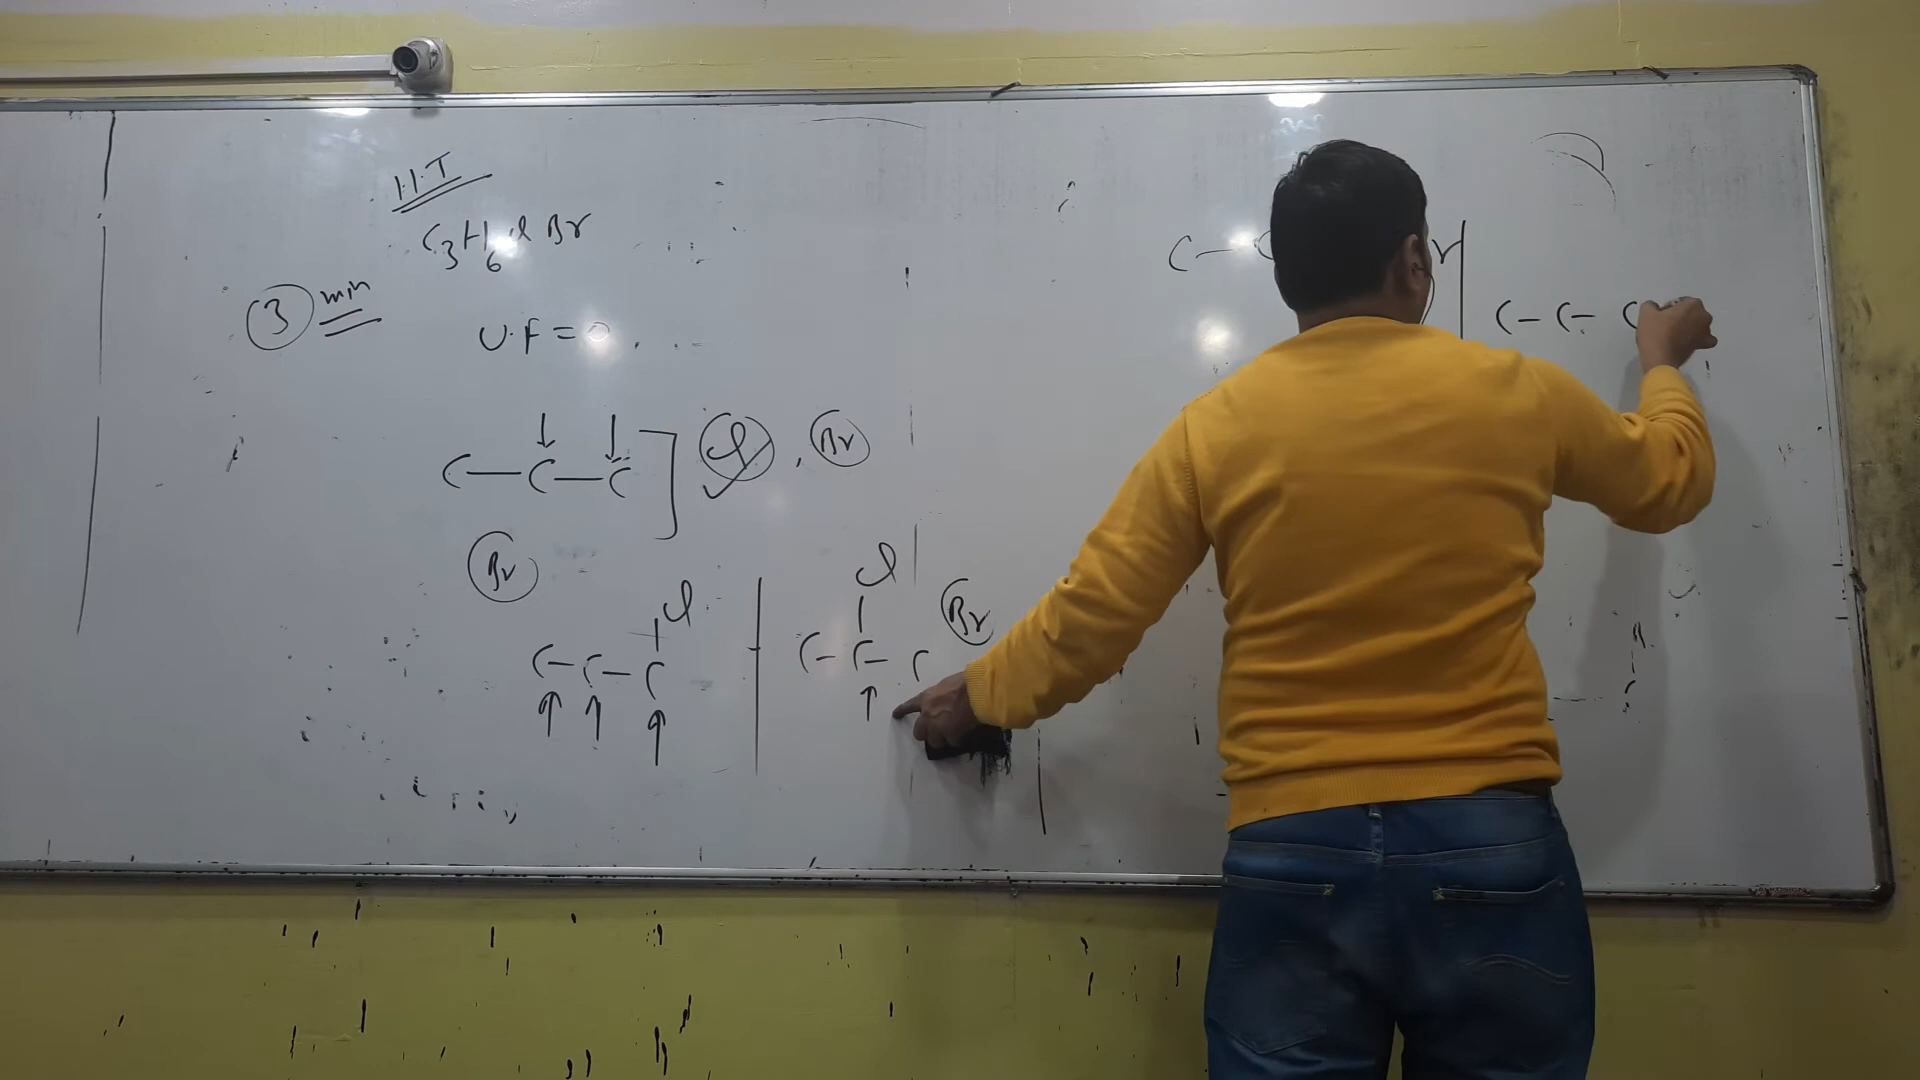 I.I.T
C3H6Cl Br
3 min
U.F = 0
C—C—C ] Cl, Br
Br
Cl
C–C–C
Cl
Br
C–C–C
C–C
r
C–C–C